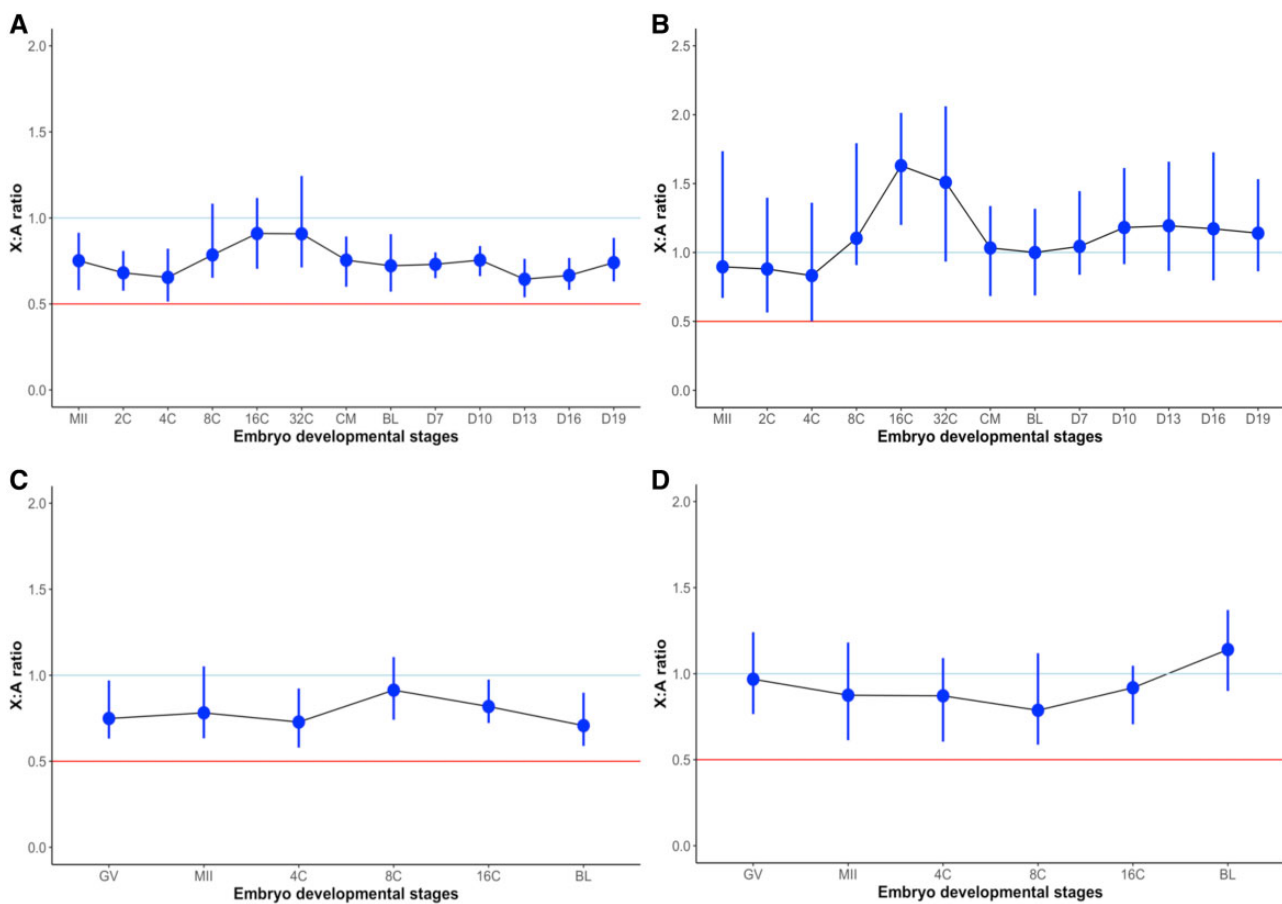 A
X:A ratio
2.0
1.5
1.0
0.5
0.0
MII 2C 4C 8C 16C 32C CM BL D7 D10 D13 D16 D19
Embryo developmental stages
B
X:A ratio
2.5
2.0
1.5
1.0
0.5
0.0
MII 2C 4C 8C 16C 32C CM BL D7 D10 D13 D16 D19
Embryo developmental stages
C
X:A ratio
2.0
1.5
1.0
0.5
0.0
GV MII 4C 8C 16C BL
Embryo developmental stages
D
X:A ratio
2.0
1.5
1.0
0.5
0.0
GV MII 4C 8C 16C BL
Embryo developmental stages